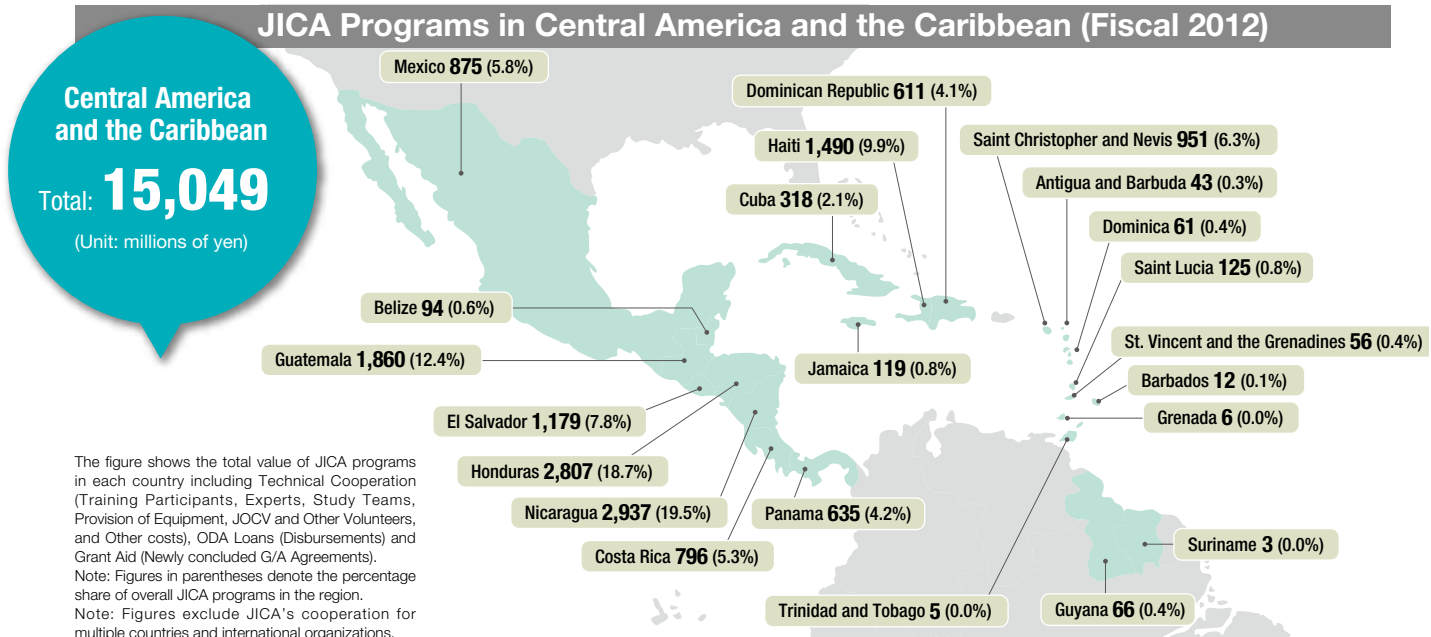 JICA Programs in Central America and the Caribbean (Fiscal 2012)
Central America
and the Caribbean
Total: 15,049
(Unit: millions of yen)
Mexico 875 (5.8%)
Dominican Republic 611 (4.1%)
Haiti 1,490 (9.9%)
Saint Christopher and Nevis 951 (6.3%)
Cuba 318 (2.1%)
Antigua and Barbuda 43 (0.3%)
Dominica 61 (0.4%)
Saint Lucia 125 (0.8%)
Belize 94 (0.6%)
St. Vincent and the Grenadines 56 (0.4%)
Guatemala 1,860 (12.4%)
Jamaica 119 (0.8%)
Barbados 12 (0.1%)
El Salvador 1,179 (7.8%)
Grenada 6 (0.0%)
Honduras 2,807 (18.7%)
Nicaragua 2,937 (19.5%)
Panama 635 (4.2%)
Costa Rica 796 (5.3%)
Suriname 3 (0.0%)
Trinidad and Tobago 5 (0.0%)
Guyana 66 (0.4%)
The figure shows the total value of JICA programs
in each country including Technical Cooperation
(Training Participants, Experts, Study Teams,
Provision of Equipment, JOCV and Other Volunteers,
and Other costs), ODA Loans (Disbursements) and
Grant Aid (Newly concluded G/A Agreements).
Note: Figures in parentheses denote the percentage
share of overall JICA programs in the region.
Note: Figures exclude JICA's cooperation for
multiple countries and international organizations.